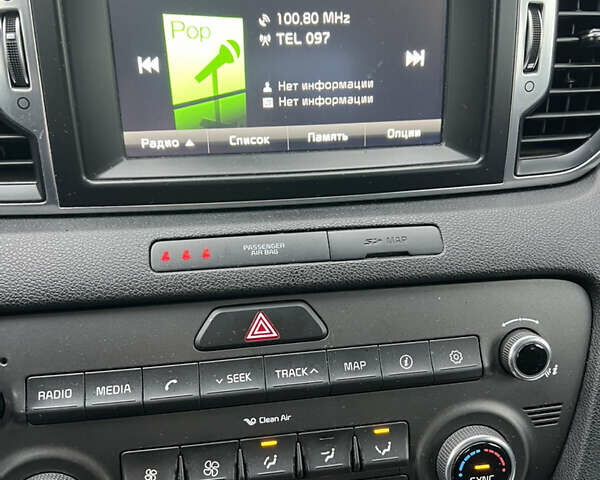 Pop
100,80 MHz
TEL 097
Нет информации
Нет информации
Радио ▲ Список Память Опции
PASSENGER
AIR BAG
MAP
RADIO MEDIA ∨ SEEK TRACK ∧ MAP
Clean Air
SYNC